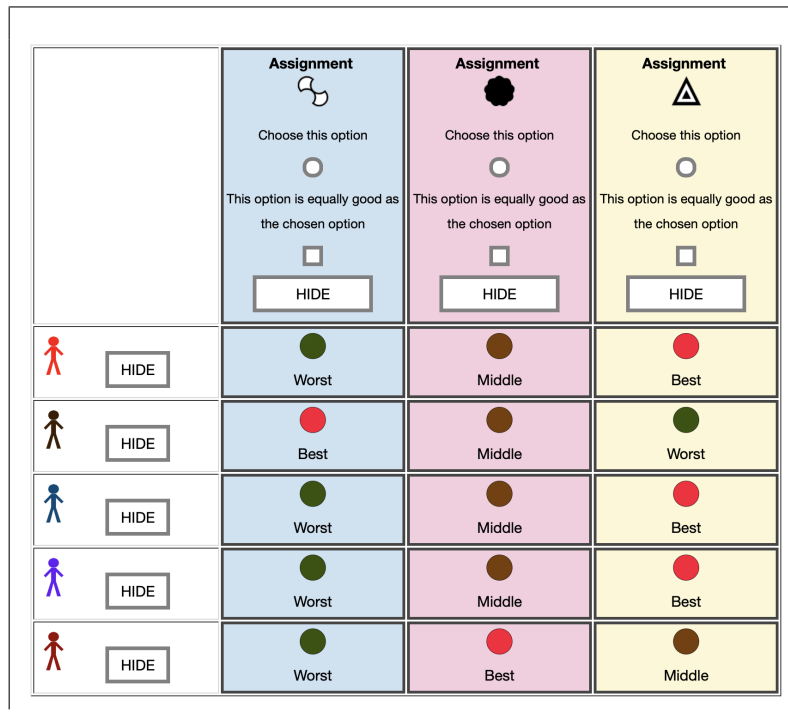 Assignment
Assignment
Assignment
Choose this option
Choose this option
Choose this option
This option is equally good as
the chosen option
This option is equally good as
the chosen option
This option is equally good as
the chosen option
HIDE
HIDE
HIDE
HIDE
Worst
Middle
Best
HIDE
Best
Middle
Worst
HIDE
Worst
Middle
Best
HIDE
Worst
Middle
Best
HIDE
Worst
Best
Middle